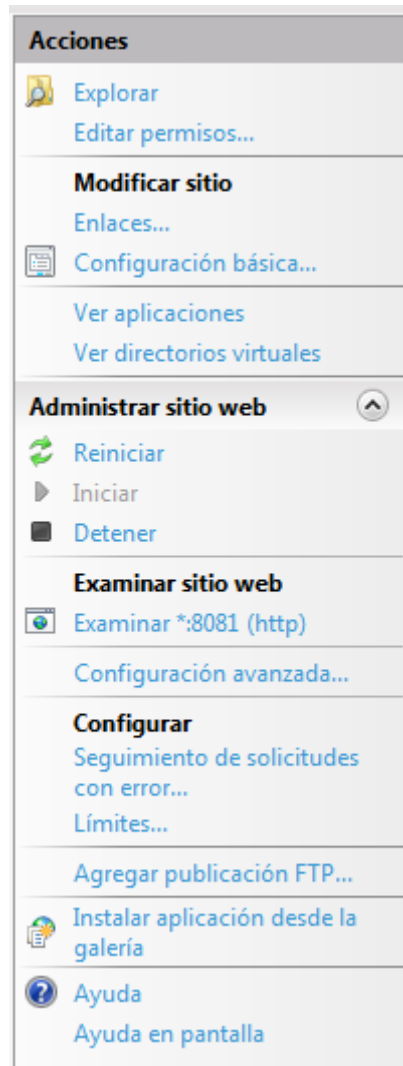 Acciones
Explorar
Editar permisos...
Modificar sitio
Enlaces...
Configuración básica...
Ver aplicaciones
Ver directorios virtuales
Administrar sitio web
Reiniciar
Iniciar
Detener
Examinar sitio web
Examinar *:8081 (http)
Configuración avanzada...
Configurar
Seguimiento de solicitudes
con error...
Límites...
Agregar publicación FTP...
Instalar aplicación desde la
galería
Ayuda
Ayuda en pantalla